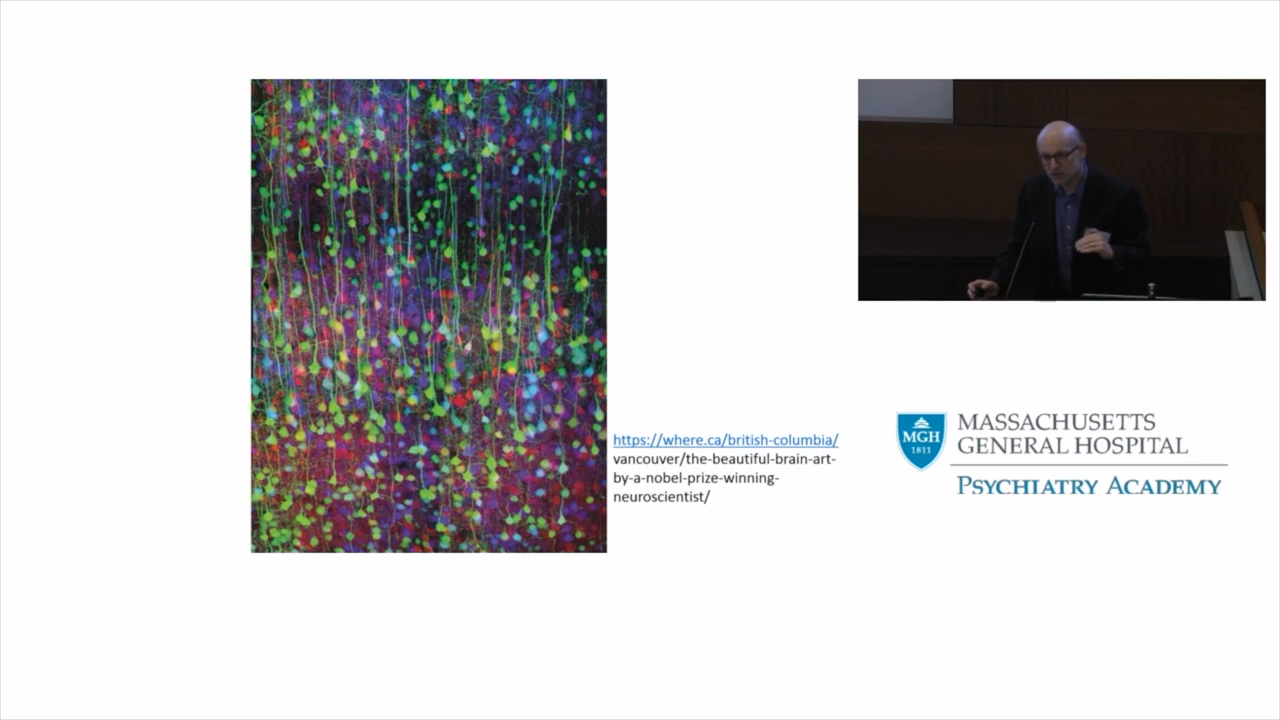 https://where.ca/british-columbia/
vancouver/the-beautiful-brain-art-
by-a-nobel-prize-winning-
neuroscientist/
MGH
1811
MASSACHUSETTS
GENERAL HOSPITAL
PSYCHIATRY ACADEMY